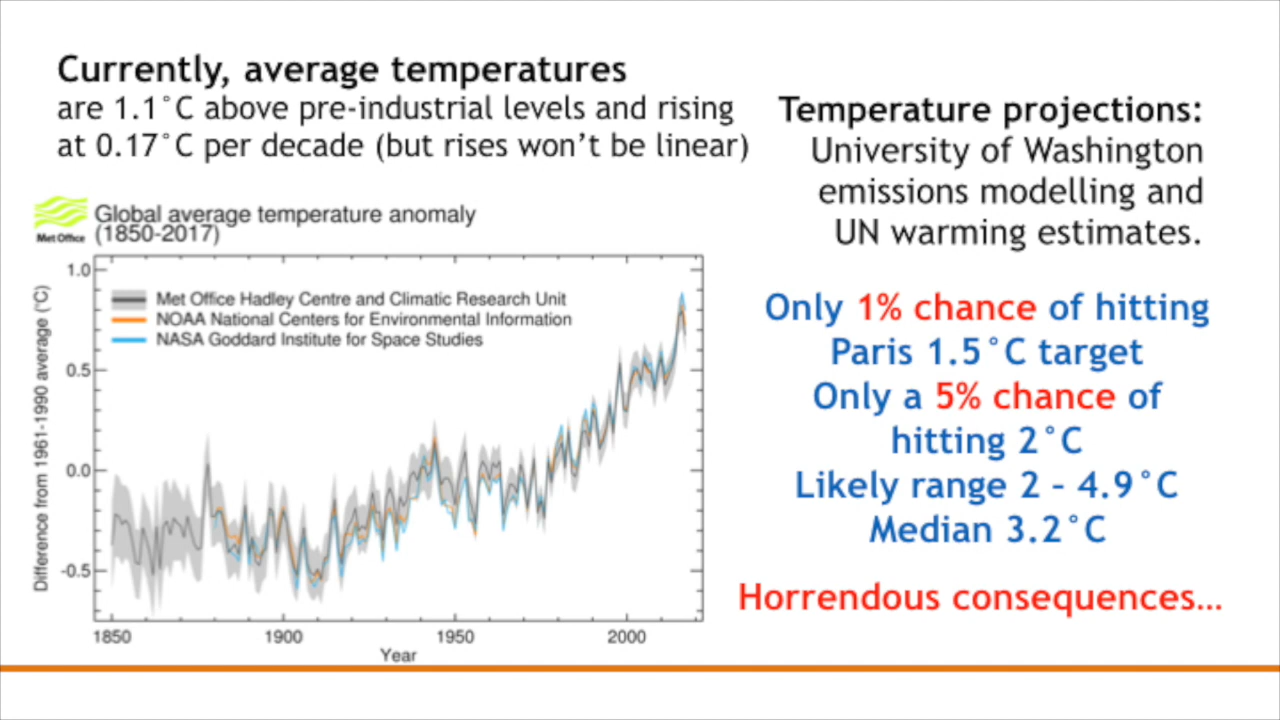 Currently, average temperatures
are 1.1°C above pre-industrial levels and rising
at 0.17°C per decade (but rises won't be linear)
Temperature projections:
University of Washington
emissions modelling and
UN warming estimates.
Met Office
Global average temperature anomaly
(1850-2017)
Difference from 1961-1990 average (°C)
1.0
0.5
0.0
-0.5
Met Office Hadley Centre and Climatic Research Unit
NOAA National Centers for Environmental Information
NASA Goddard Institute for Space Studies
1850
1900
1950
2000
Year
Only 1% chance of hitting
Paris 1.5°C target
Only a 5% chance of
hitting 2°C
Likely range 2 – 4.9°C
Median 3.2°C
Horrendous consequences…